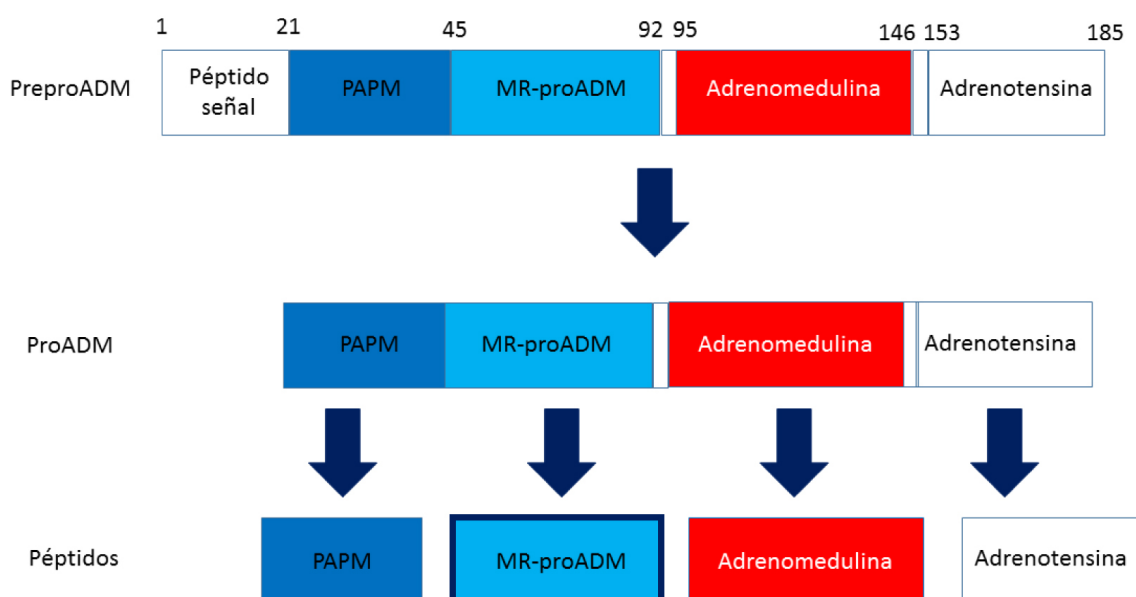 1 21 45 92 95 146 153 185
PreproADM
Péptido
señal
PAPM
MR-proADM
Adrenomedulina
Adrenotensina
ProADM
PAPM
MR-proADM
Adrenomedulina
Adrenotensina
Péptidos
PAPM
MR-proADM
Adrenomedulina
Adrenotensina